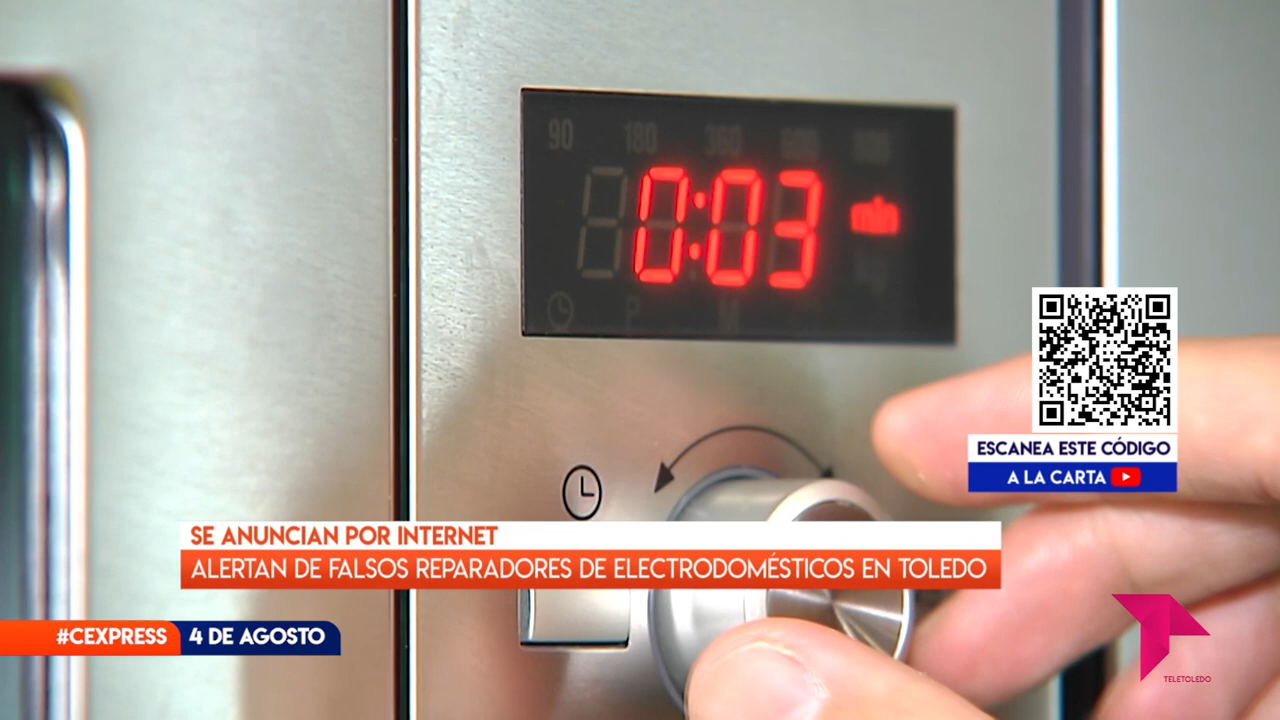 90 180 360 600
0:03 min
P
ESCANEA ESTE CÓDIGO
A LA CARTA
SE ANUNCIAN POR INTERNET
ALERTAN DE FALSOS REPARADORES DE ELECTRODOMÉSTICOS EN TOLEDO
#CEXPRESS 4 DE AGOSTO
TELETOLEDO